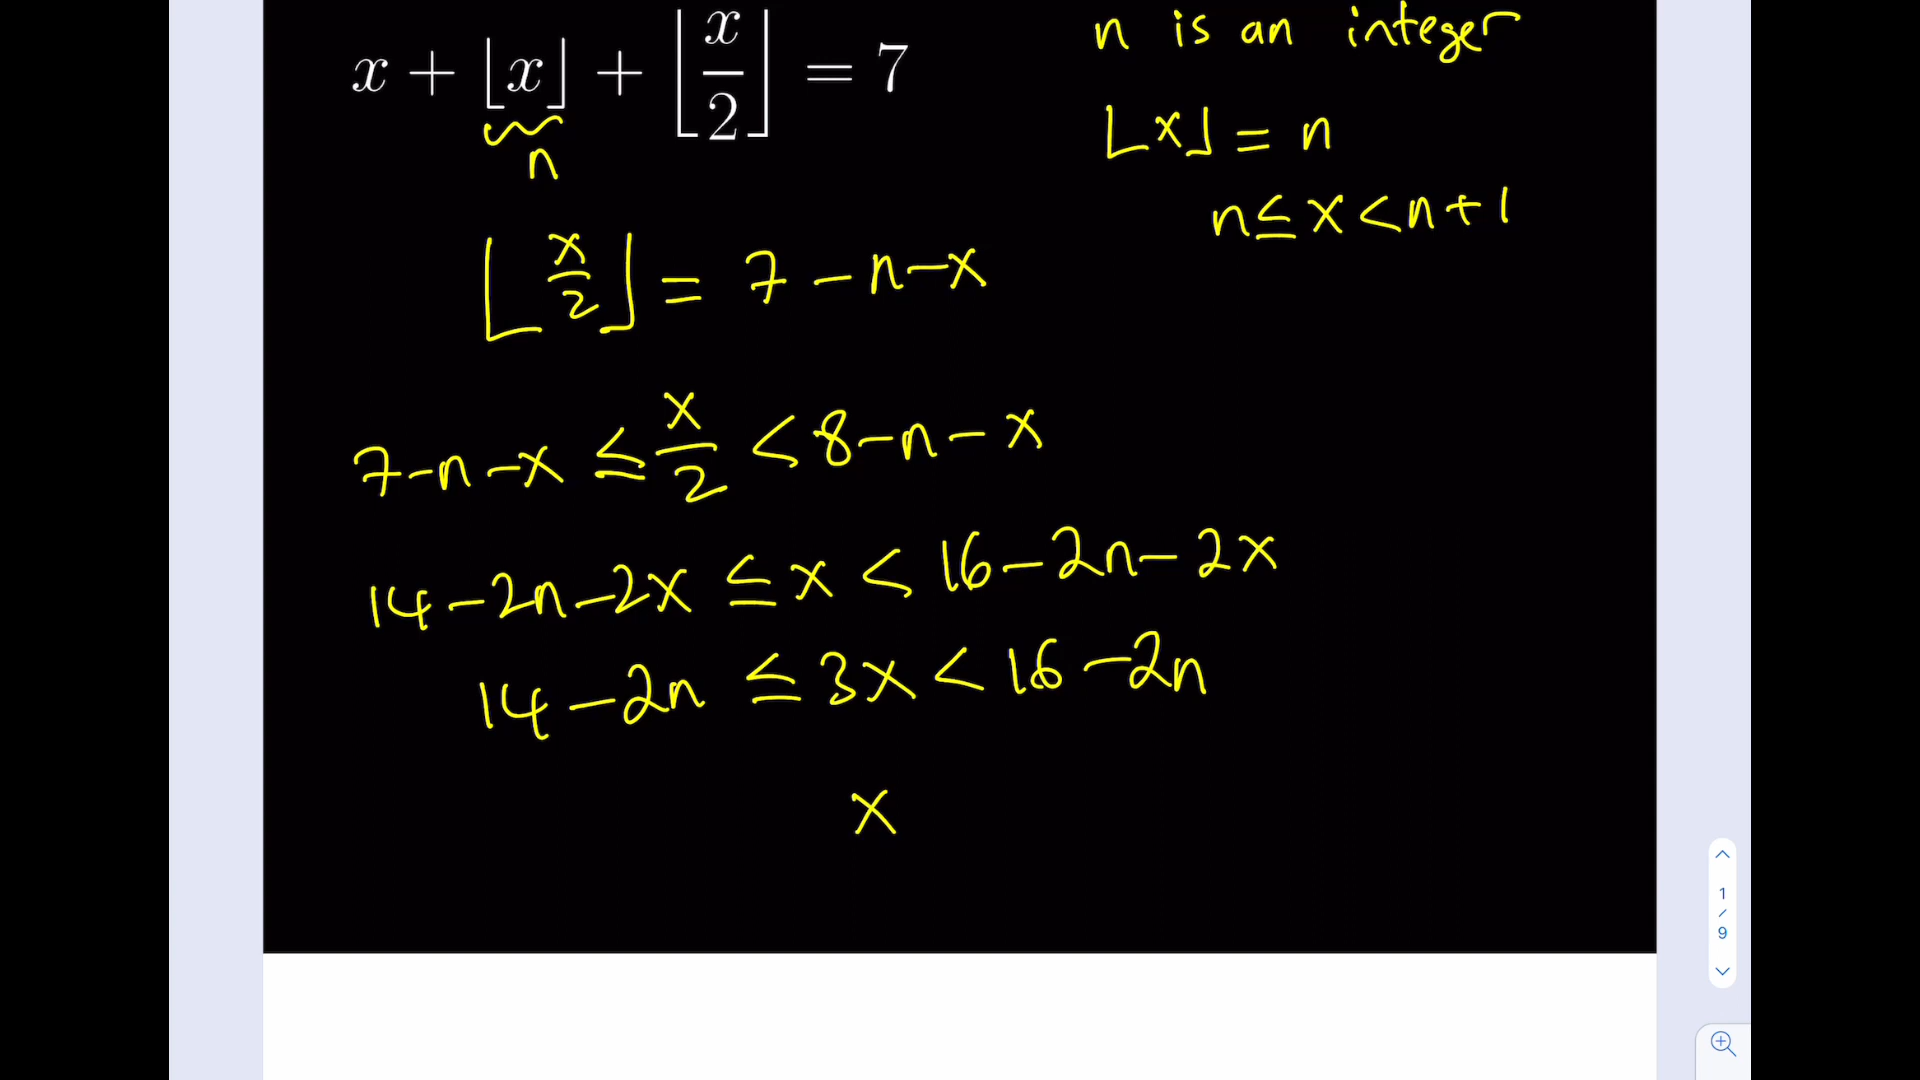 x + ⌊x⌋ + ⌊x/2⌋ = 7
n
n is an integer
⌊x⌋ = n
n ≤ x < n+1
⌊x/2⌋ = 7 - n - x
7 - n - x ≤ x/2 < 8 - n - x
14 - 2n - 2x ≤ x < 16 - 2n - 2x
14 - 2n ≤ 3x < 16 - 2n
x
1
/
9